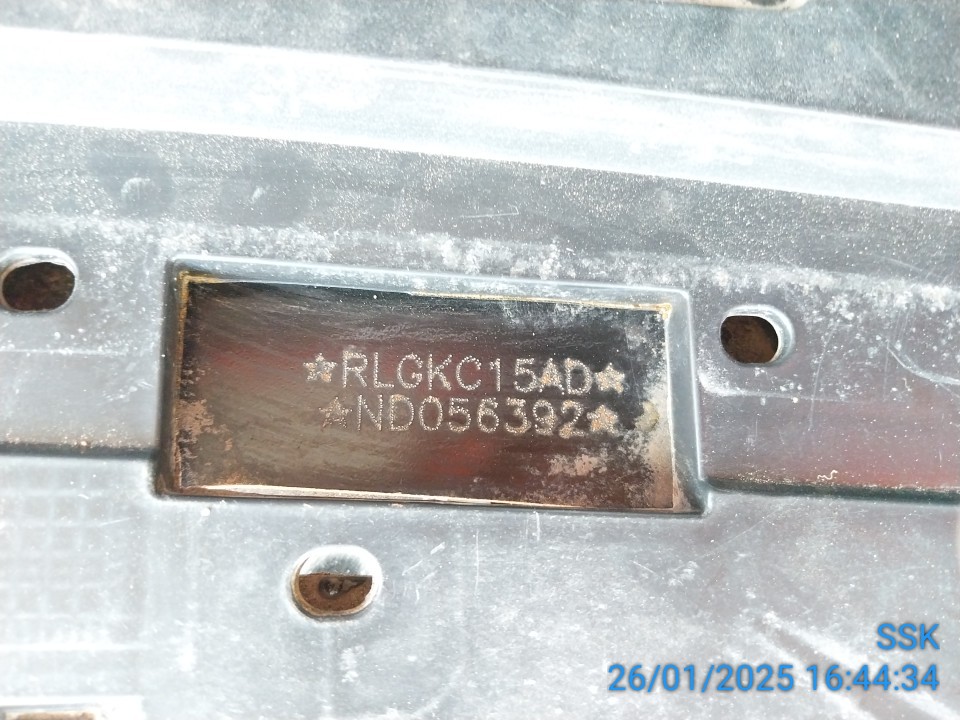 ★RLGKC15AD★
★ND056392★
SSK
26/01/2025 16:44:34